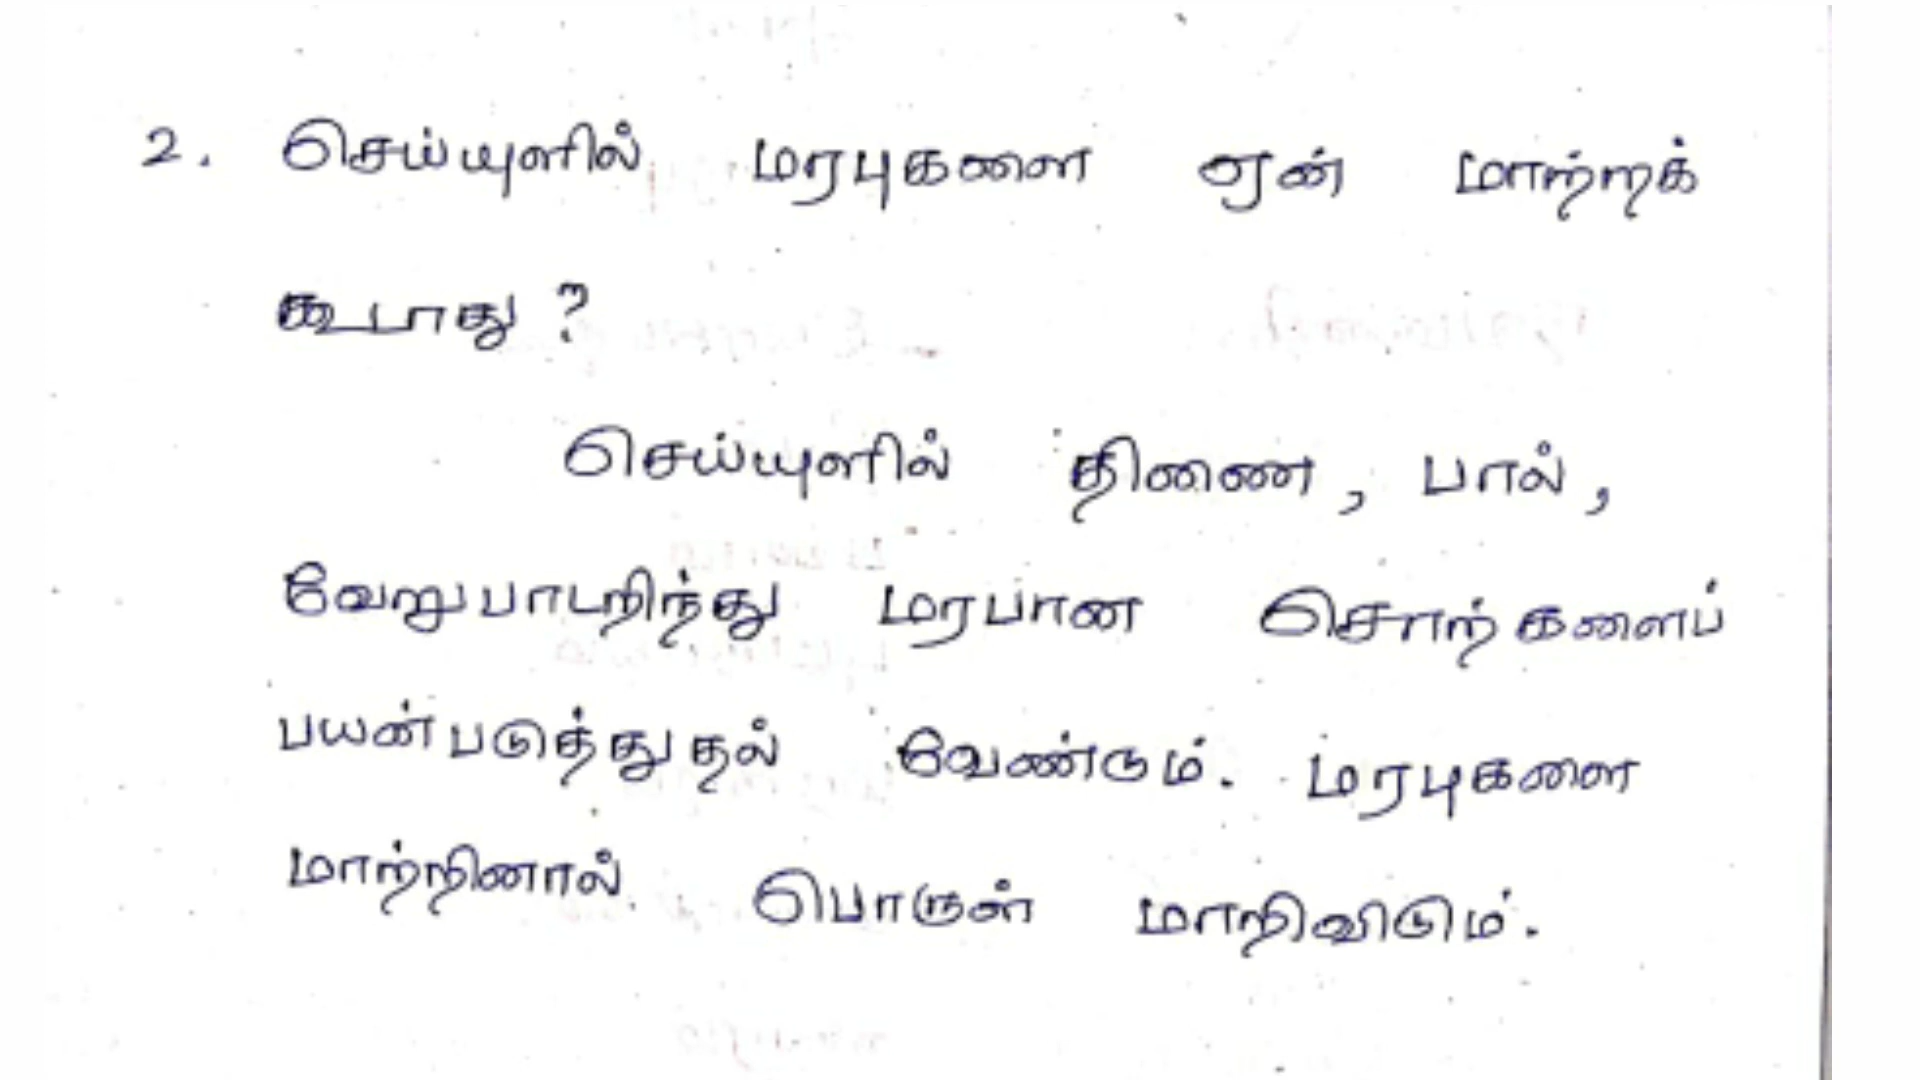 2. செய்யுளில் மரபுகளை ஏன் மாற்றக்
கூடாது?
செய்யுளில் திணை, பால்,
வேறுபாடறிந்து மரபான சொற்களைப்
பயன்படுத்துதல் வேண்டும். மரபுகளை
மாற்றினால் பொருள் மாறிவிடும்.